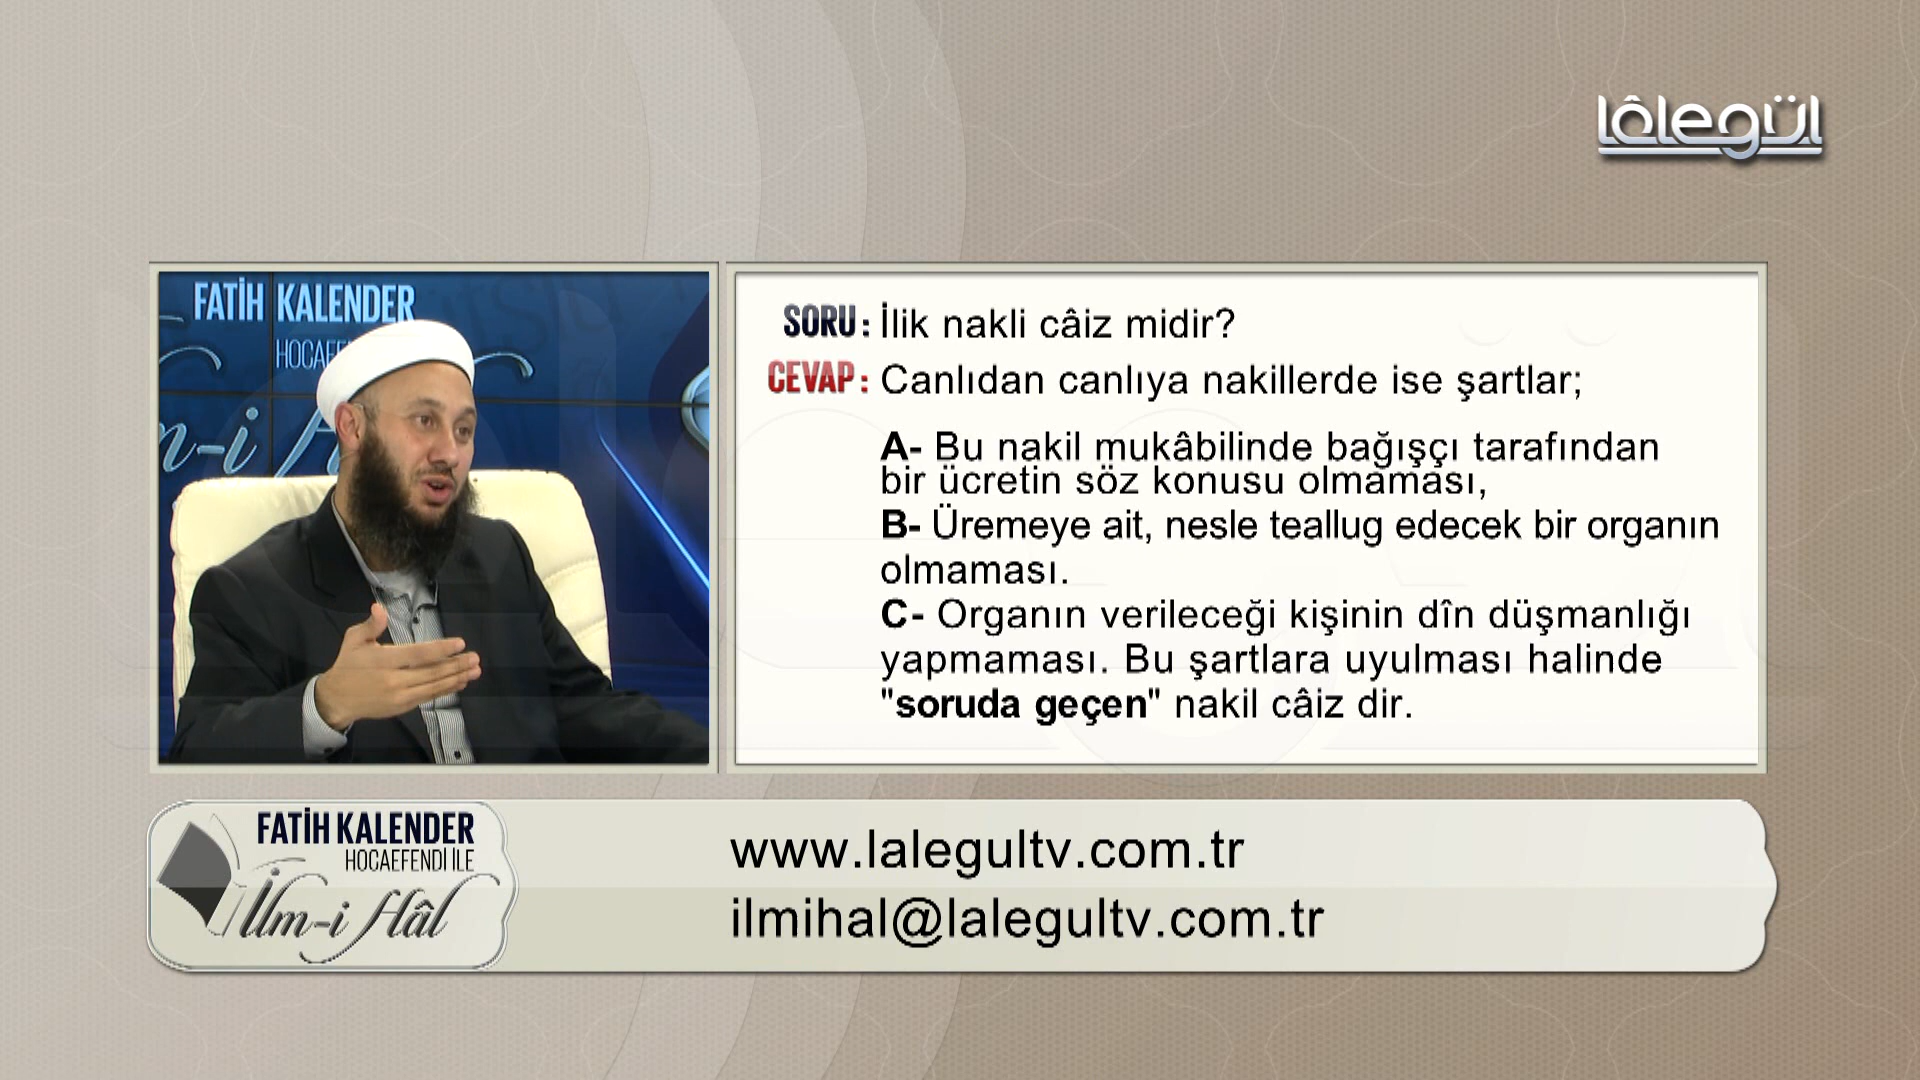 lâlegül
FATİH KALENDER
SORU: İlik nakli câiz midir?
CEVAP: Canlıdan canlıya nakillerde ise şartlar;
A- Bu nakil mukâbilinde bağışçı tarafından
bir ücretin söz konusu olmaması,
B- Üremeye ait, nesle teallug edecek bir organın
olmaması.
C- Organın verileceği kişinin dîn düşmanlığı
yapmaması. Bu şartlara uyulması halinde
"soruda geçen" nakil câiz dir.
FATİH KALENDER
HOCAEFENDİ İLE
İlm-i Hâl
www.lalegultv.com.tr
ilmihal@lalegultv.com.tr